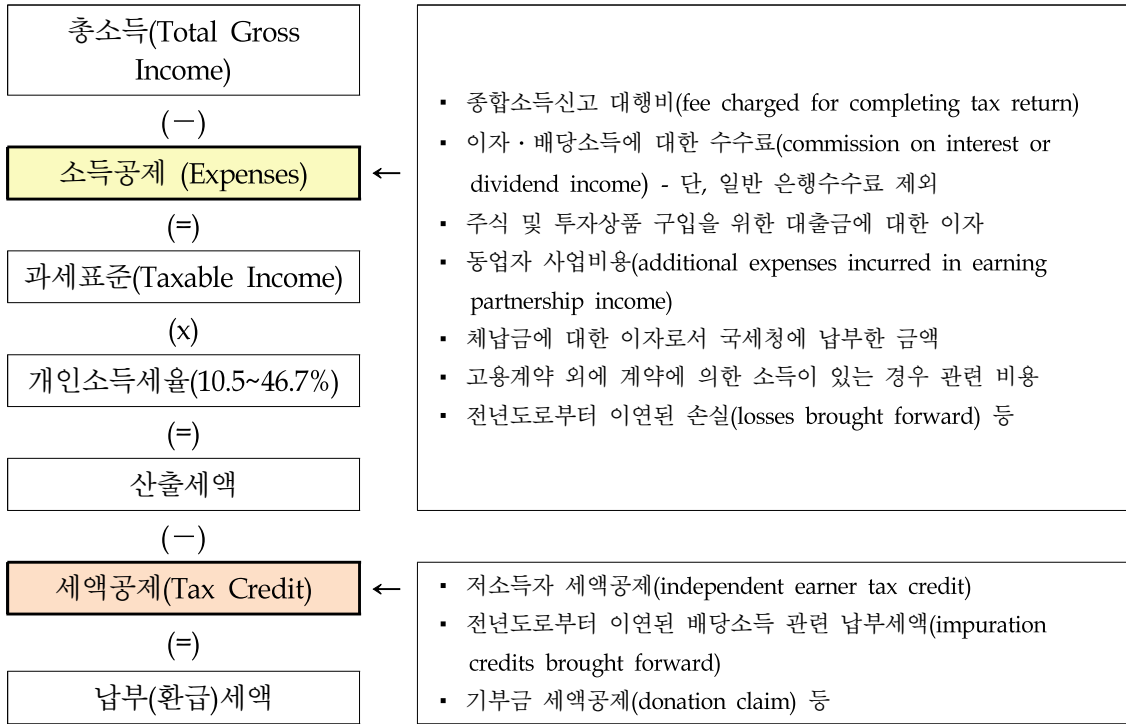 총소득(Total Gross
Income)
(－)
소득공제 (Expenses)
(=)
과세표준(Taxable Income)
(x)
개인소득세율(10.5~46.7%)
(=)
산출세액
(－)
세액공제(Tax Credit)
(=)
납부(환급)세액
←
▪ 종합소득신고 대행비(fee charged for completing tax return)
▪ 이자 · 배당소득에 대한 수수료(commission on interest or
dividend income) - 단, 일반 은행수수료 제외
▪ 주식 및 투자상품 구입을 위한 대출금에 대한 이자
▪ 동업자 사업비용(additional expenses incurred in earning
partnership income)
▪ 체납금에 대한 이자로서 국세청에 납부한 금액
▪ 고용계약 외에 계약에 의한 소득이 있는 경우 관련 비용
▪ 전년도로부터 이연된 손실(losses brought forward) 등
←
▪ 저소득자 세액공제(independent earner tax credit)
▪ 전년도로부터 이연된 배당소득 관련 납부세액(impuration
credits brought forward)
▪ 기부금 세액공제(donation claim) 등